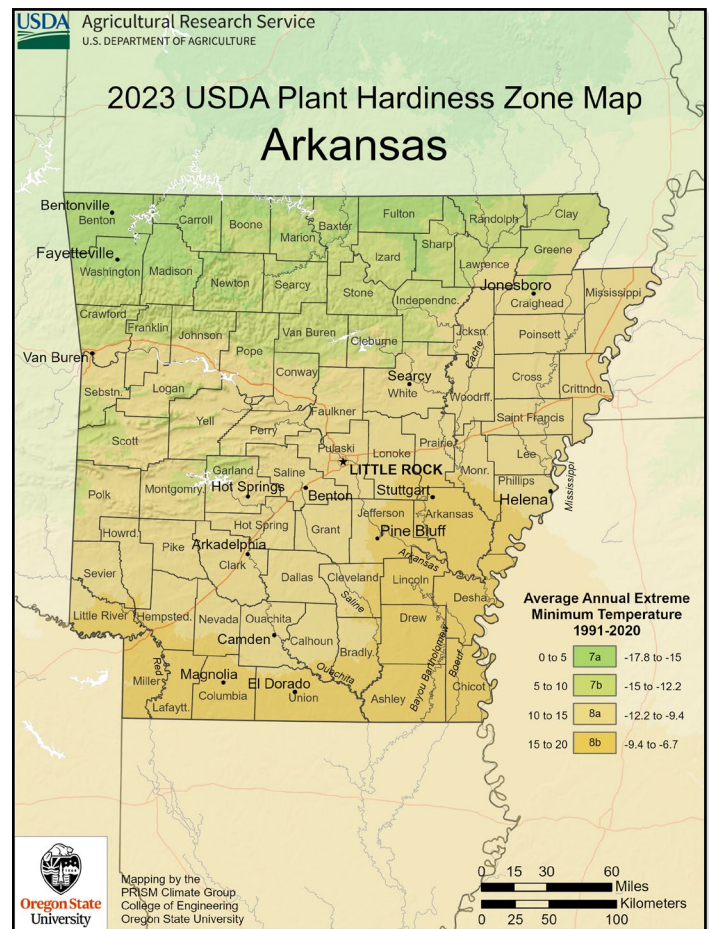 USDA
Agricultural Research Service
U.S. DEPARTMENT OF AGRICULTURE
2023 USDA Plant Hardiness Zone Map
Arkansas
Bentonville
Benton
Carroll
Boone
Marion
Baxter
Fulton
Randolph
Clay
Fayetteville
Washington
Madison
Newton
Searcy
Stone
Izard
Sharp
Lawrence
Greene
Independnc.
Jonesboro
Craighead
Mississippi
Crawford
Franklin
Johnson
Pope
Van Buren
Cleburne
Jcksn.
Cache
Poinsett
Van Buren
Sebstn.
Logan
Conway
Searcy
White
Woodrff.
Cross
Crittndn.
Faulkner
Saint Francis
Scott
Yell
Perry
Pulaski
Lonoke
Prairie
LITTLE ROCK
Monr.
Lee
Phillips
Helena
Mississippi
Polk
Montgomry.
Garland
Saline
Hot Springs
Benton
Stuttgart
Jefferson
Arkansas
Howrd.
Pike
Hot Spring
Grant
Pine Bluff
Arkadelphia
Clark
Arkansas
Sevier
Dallas
Cleveland
Lincoln
Desha
Saline
Little River
Hempsted.
Nevada
Ouachita
Camden
Calhoun
Bradly.
Drew
Bayou Bartholomew
Boeuf
Red
Miller
Magnolia
Columbia
El Dorado
Union
Ouachita
Ashley
Chicot
Lafaytt.
Average Annual Extreme
Minimum Temperature
1991-2020
0 to 5 7a -17.8 to -15
5 to 10 7b -15 to -12.2
10 to 15 8a -12.2 to -9.4
15 to 20 8b -9.4 to -6.7
Oregon State
University
Mapping by the
PRISM Climate Group
College of Engineering
Oregon State University
0 15 30 60
Miles
Kilometers
0 25 50 100